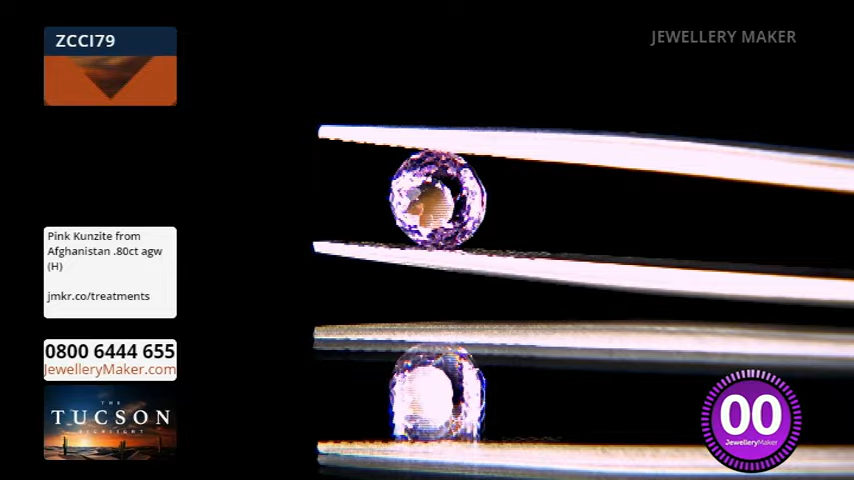 ZCCI79
JEWELLERY MAKER
Pink Kunzite from
Afghanistan .80ct agw
(H)
jmkr.co/treatments
0800 6444 655
JewelleryMaker.com
THE
TUCSON
HIGHLIGHT
00
JewelleryMaker